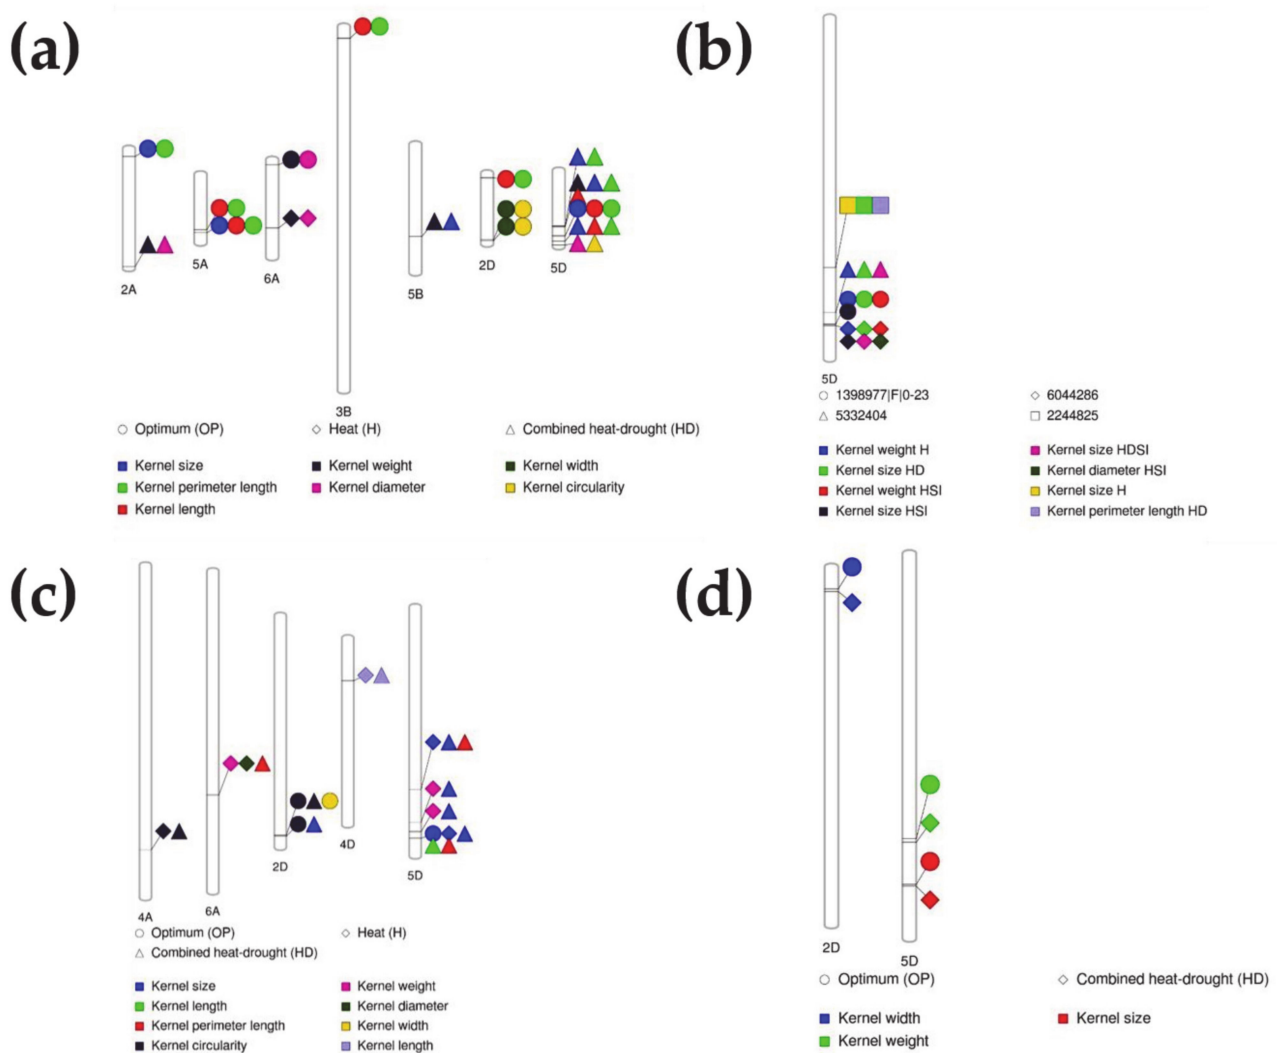 (a)
2A
5A
6A
3B
5B
2D
5D
Optimum (OP)
Heat (H)
Combined heat-drought (HD)
Kernel size
Kernel weight
Kernel width
Kernel perimeter length
Kernel diameter
Kernel circularity
Kernel length
(b)
5D
1398977|F|0-23
6044286
5332404
2244825
Kernel weight H
Kernel size HDSI
Kernel size HD
Kernel diameter HSI
Kernel weight HSI
Kernel size H
Kernel size HSI
Kernel perimeter length HD
(c)
4A
6A
2D
4D
5D
Optimum (OP)
Heat (H)
Combined heat-drought (HD)
Kernel size
Kernel weight
Kernel length
Kernel diameter
Kernel perimeter length
Kernel width
Kernel circularity
Kernel length
(d)
2D
5D
Optimum (OP)
Combined heat-drought (HD)
Kernel width
Kernel size
Kernel weight